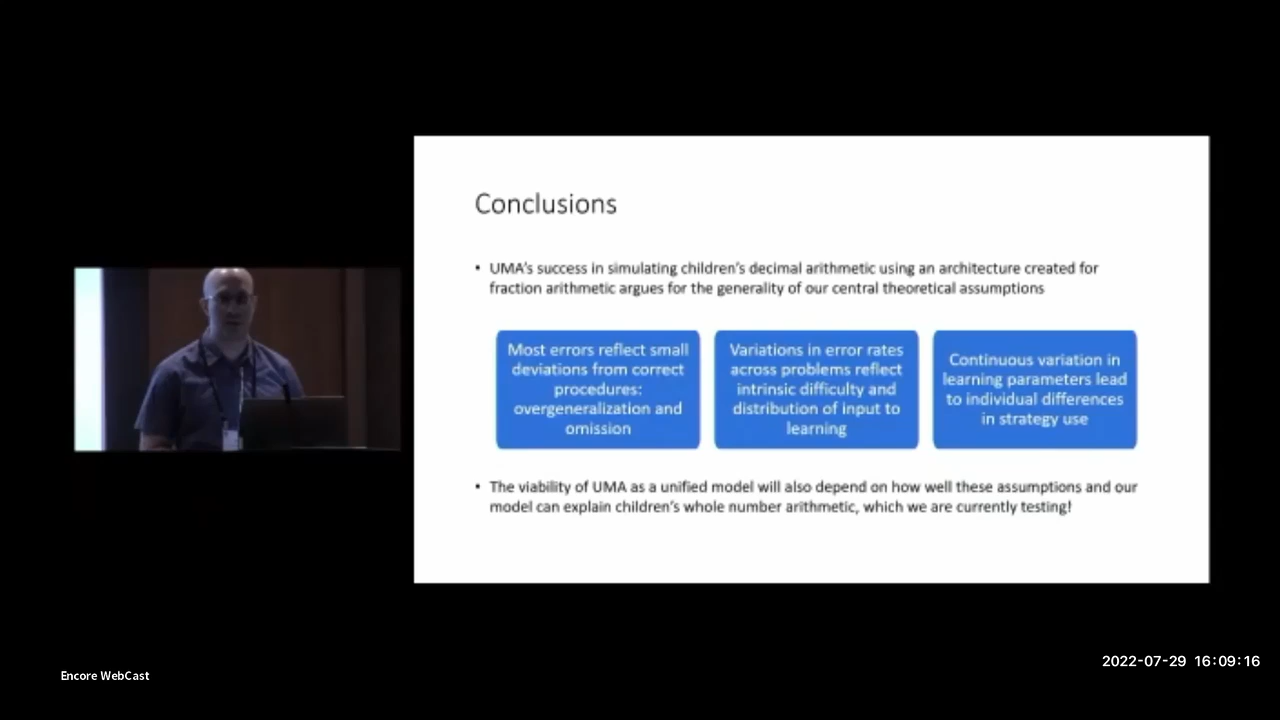 Conclusions
• UMA's success in simulating children's decimal arithmetic using an architecture created for
fraction arithmetic argues for the generality of our central theoretical assumptions
Most errors reflect small
deviations from correct
procedures:
overgeneralization and
omission
Variations in error rates
across problems reflect
intrinsic difficulty and
distribution of input to
learning
Continuous variation in
learning parameters lead
to individual differences
in strategy use
• The viability of UMA as a unified model will also depend on how well these assumptions and our
model can explain children's whole number arithmetic, which we are currently testing!
2022-07-29 16:09:16
Encore WebCast